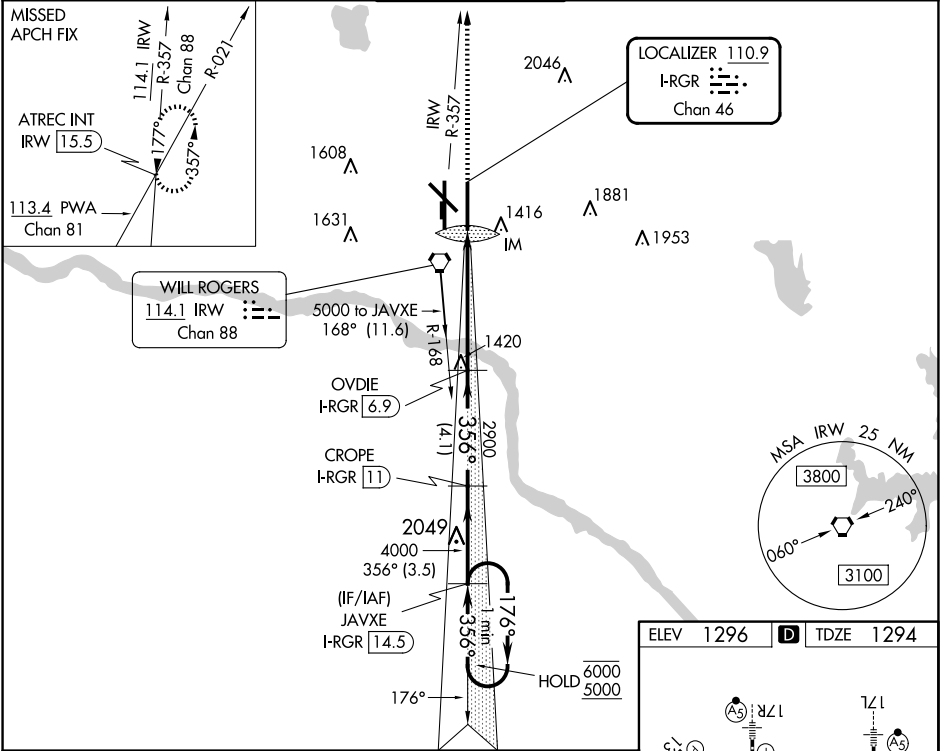 MISSED
APCH FIX
114.1 IRW
R-357
Chan 88
R-021
ATREC INT
IRW 15.5
177°
357°
113.4 PWA
Chan 81
IRW
R-357
2046
LOCALIZER 110.9
I-RGR
Chan 46
1608
1631
1416
IM
1881
1953
WILL ROGERS
114.1 IRW
Chan 88
5000 to JAVXE
168° (11.6)
R-168
1420
OVDIE
I-RGR 6.9
356°
(4.1)
2900
CROPE
I-RGR 11
2049
4000
356° (3.5)
(IF/IAF)
JAVXE
I-RGR 14.5
356°
1 min
176°
HOLD 6000
5000
176°
MSA IRW 25 NM
3800
240°
060°
3100
ELEV 1296 D TDZE 1294
A5
17R
17L
A5